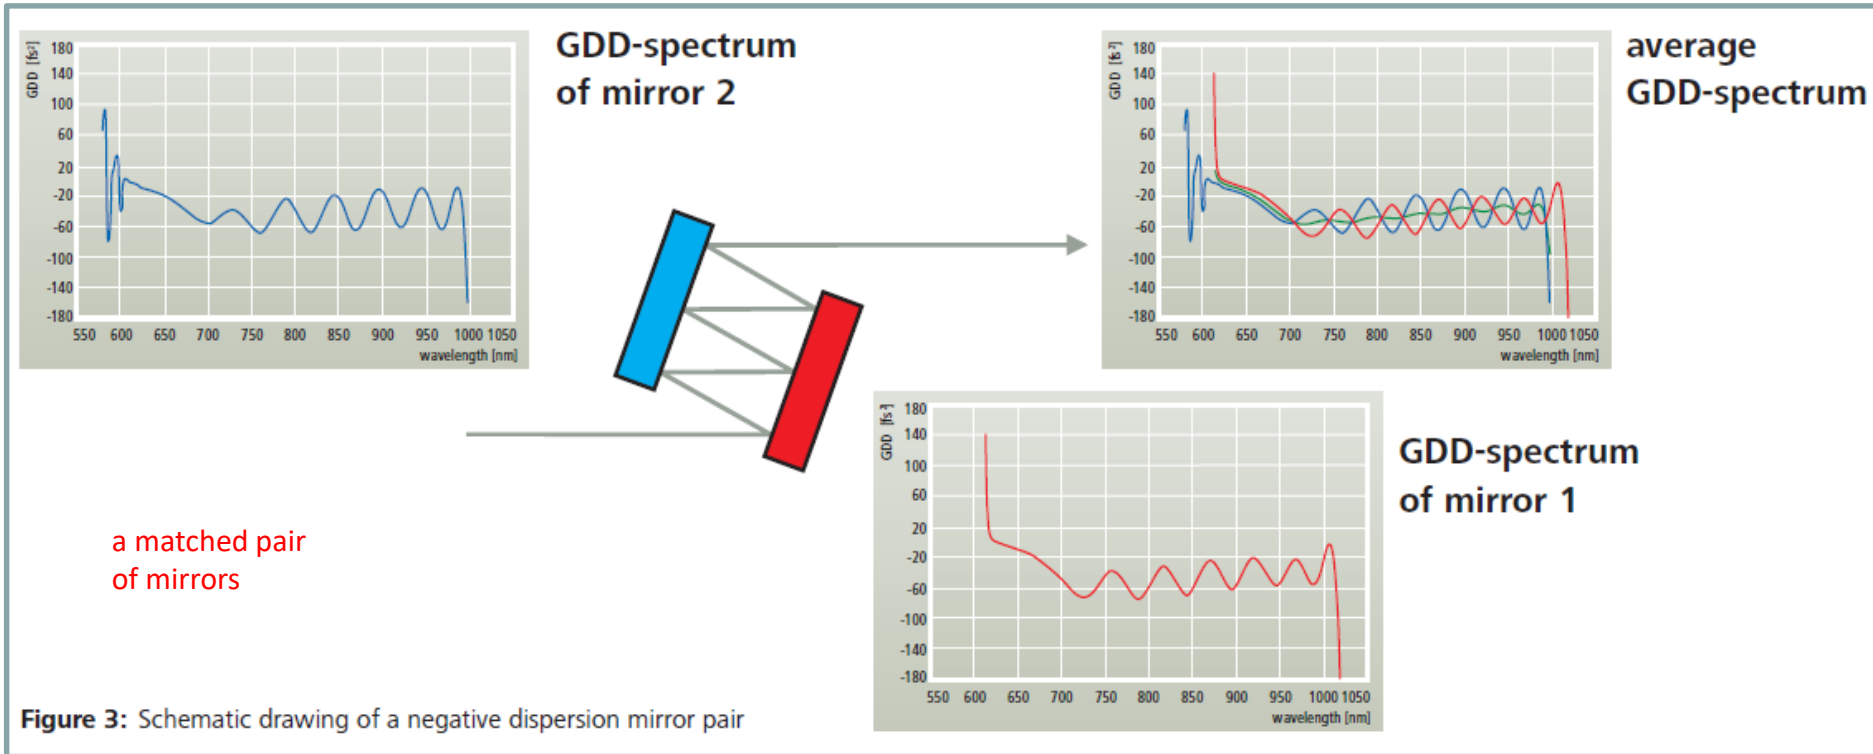 GDD-spectrum
of mirror 2
GDD [fs²]
180
140
100
60
20
-20
-60
-100
-140
-180
550 600 650 700 750 800 850 900 950 1000 1050
wavelength [nm]
average
GDD-spectrum
GDD [fs²]
180
140
100
60
20
-20
-60
-100
-140
-180
550 600 650 700 750 800 850 900 950 1000 1050
wavelength [nm]
GDD-spectrum
of mirror 1
GDD [fs²]
180
140
100
60
20
-20
-60
-100
-140
-180
550 600 650 700 750 800 850 900 950 1000 1050
wavelength [nm]
a matched pair
of mirrors
Figure 3: Schematic drawing of a negative dispersion mirror pair